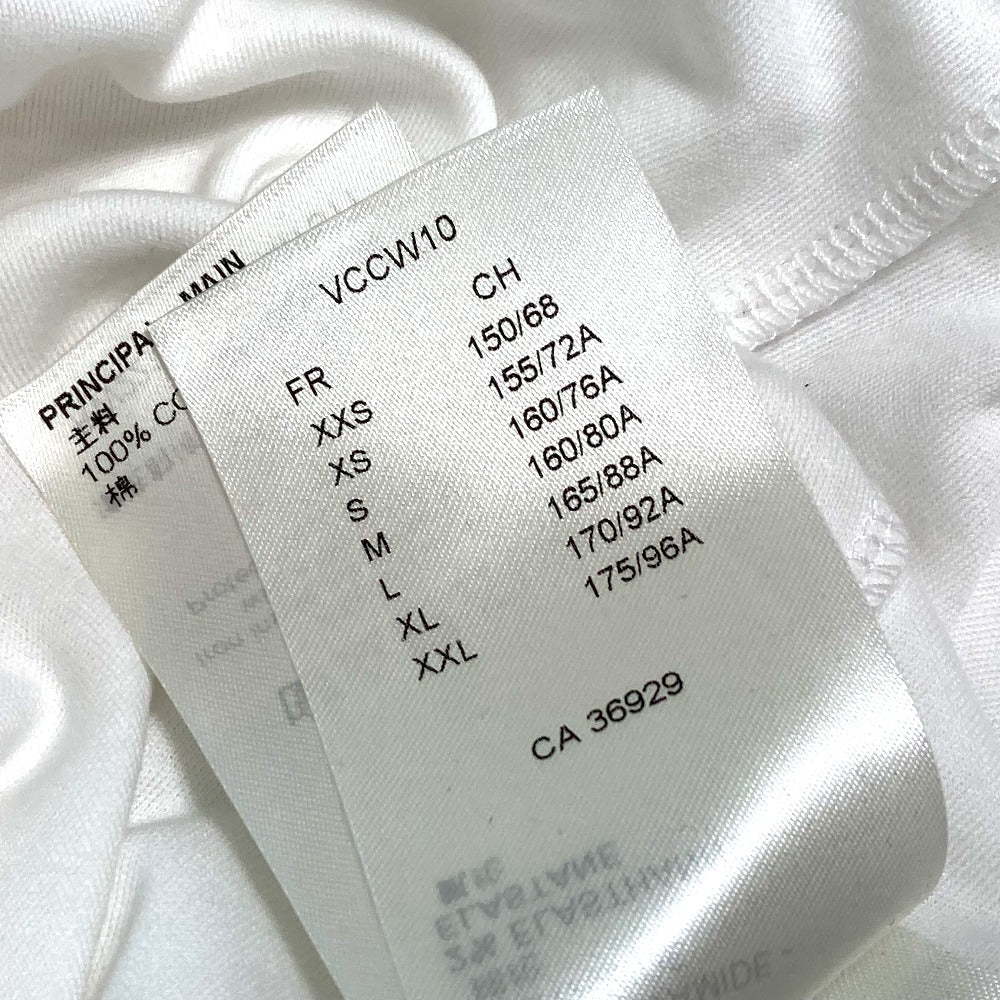 PRINCIPA MAIN
主料
100% CO
棉
VCCW10
FR CH
XXS 150/68
XS 155/72A
S 160/76A
M 160/80A
L 165/88A
XL 170/92A
XXL 175/96A
CA 36929
ELASTANE